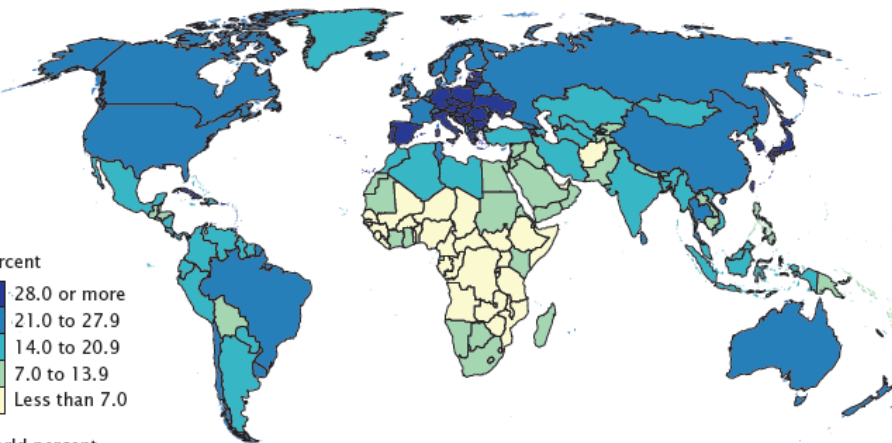 rcent
28.0 or more
21.0 to 27.9
14.0 to 20.9
7.0 to 13.9
Less than 7.0